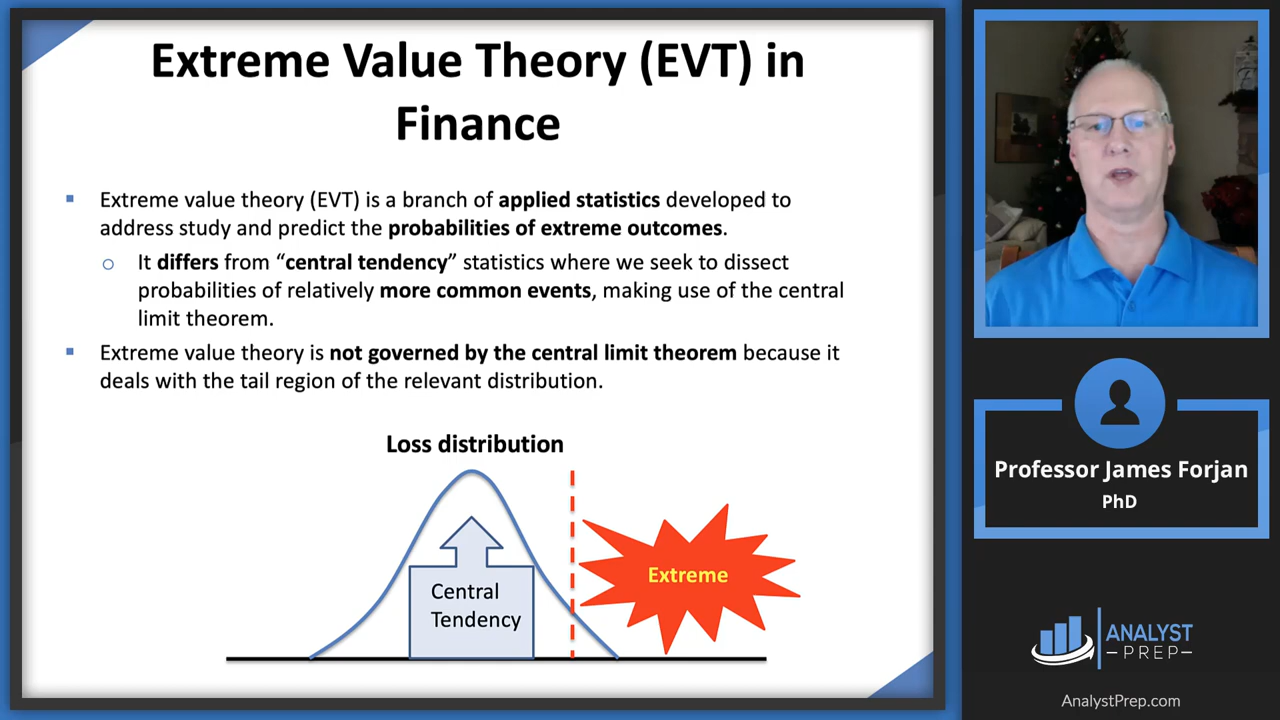 Extreme Value Theory (EVT) in
Finance
▪ Extreme value theory (EVT) is a branch of applied statistics developed to
address study and predict the probabilities of extreme outcomes.
o It differs from “central tendency” statistics where we seek to dissect
probabilities of relatively more common events, making use of the central
limit theorem.
▪ Extreme value theory is not governed by the central limit theorem because it
deals with the tail region of the relevant distribution.
Loss distribution
Central
Tendency
Extreme
Professor James Forjan
PhD
ANALYST
PREP
AnalystPrep.com